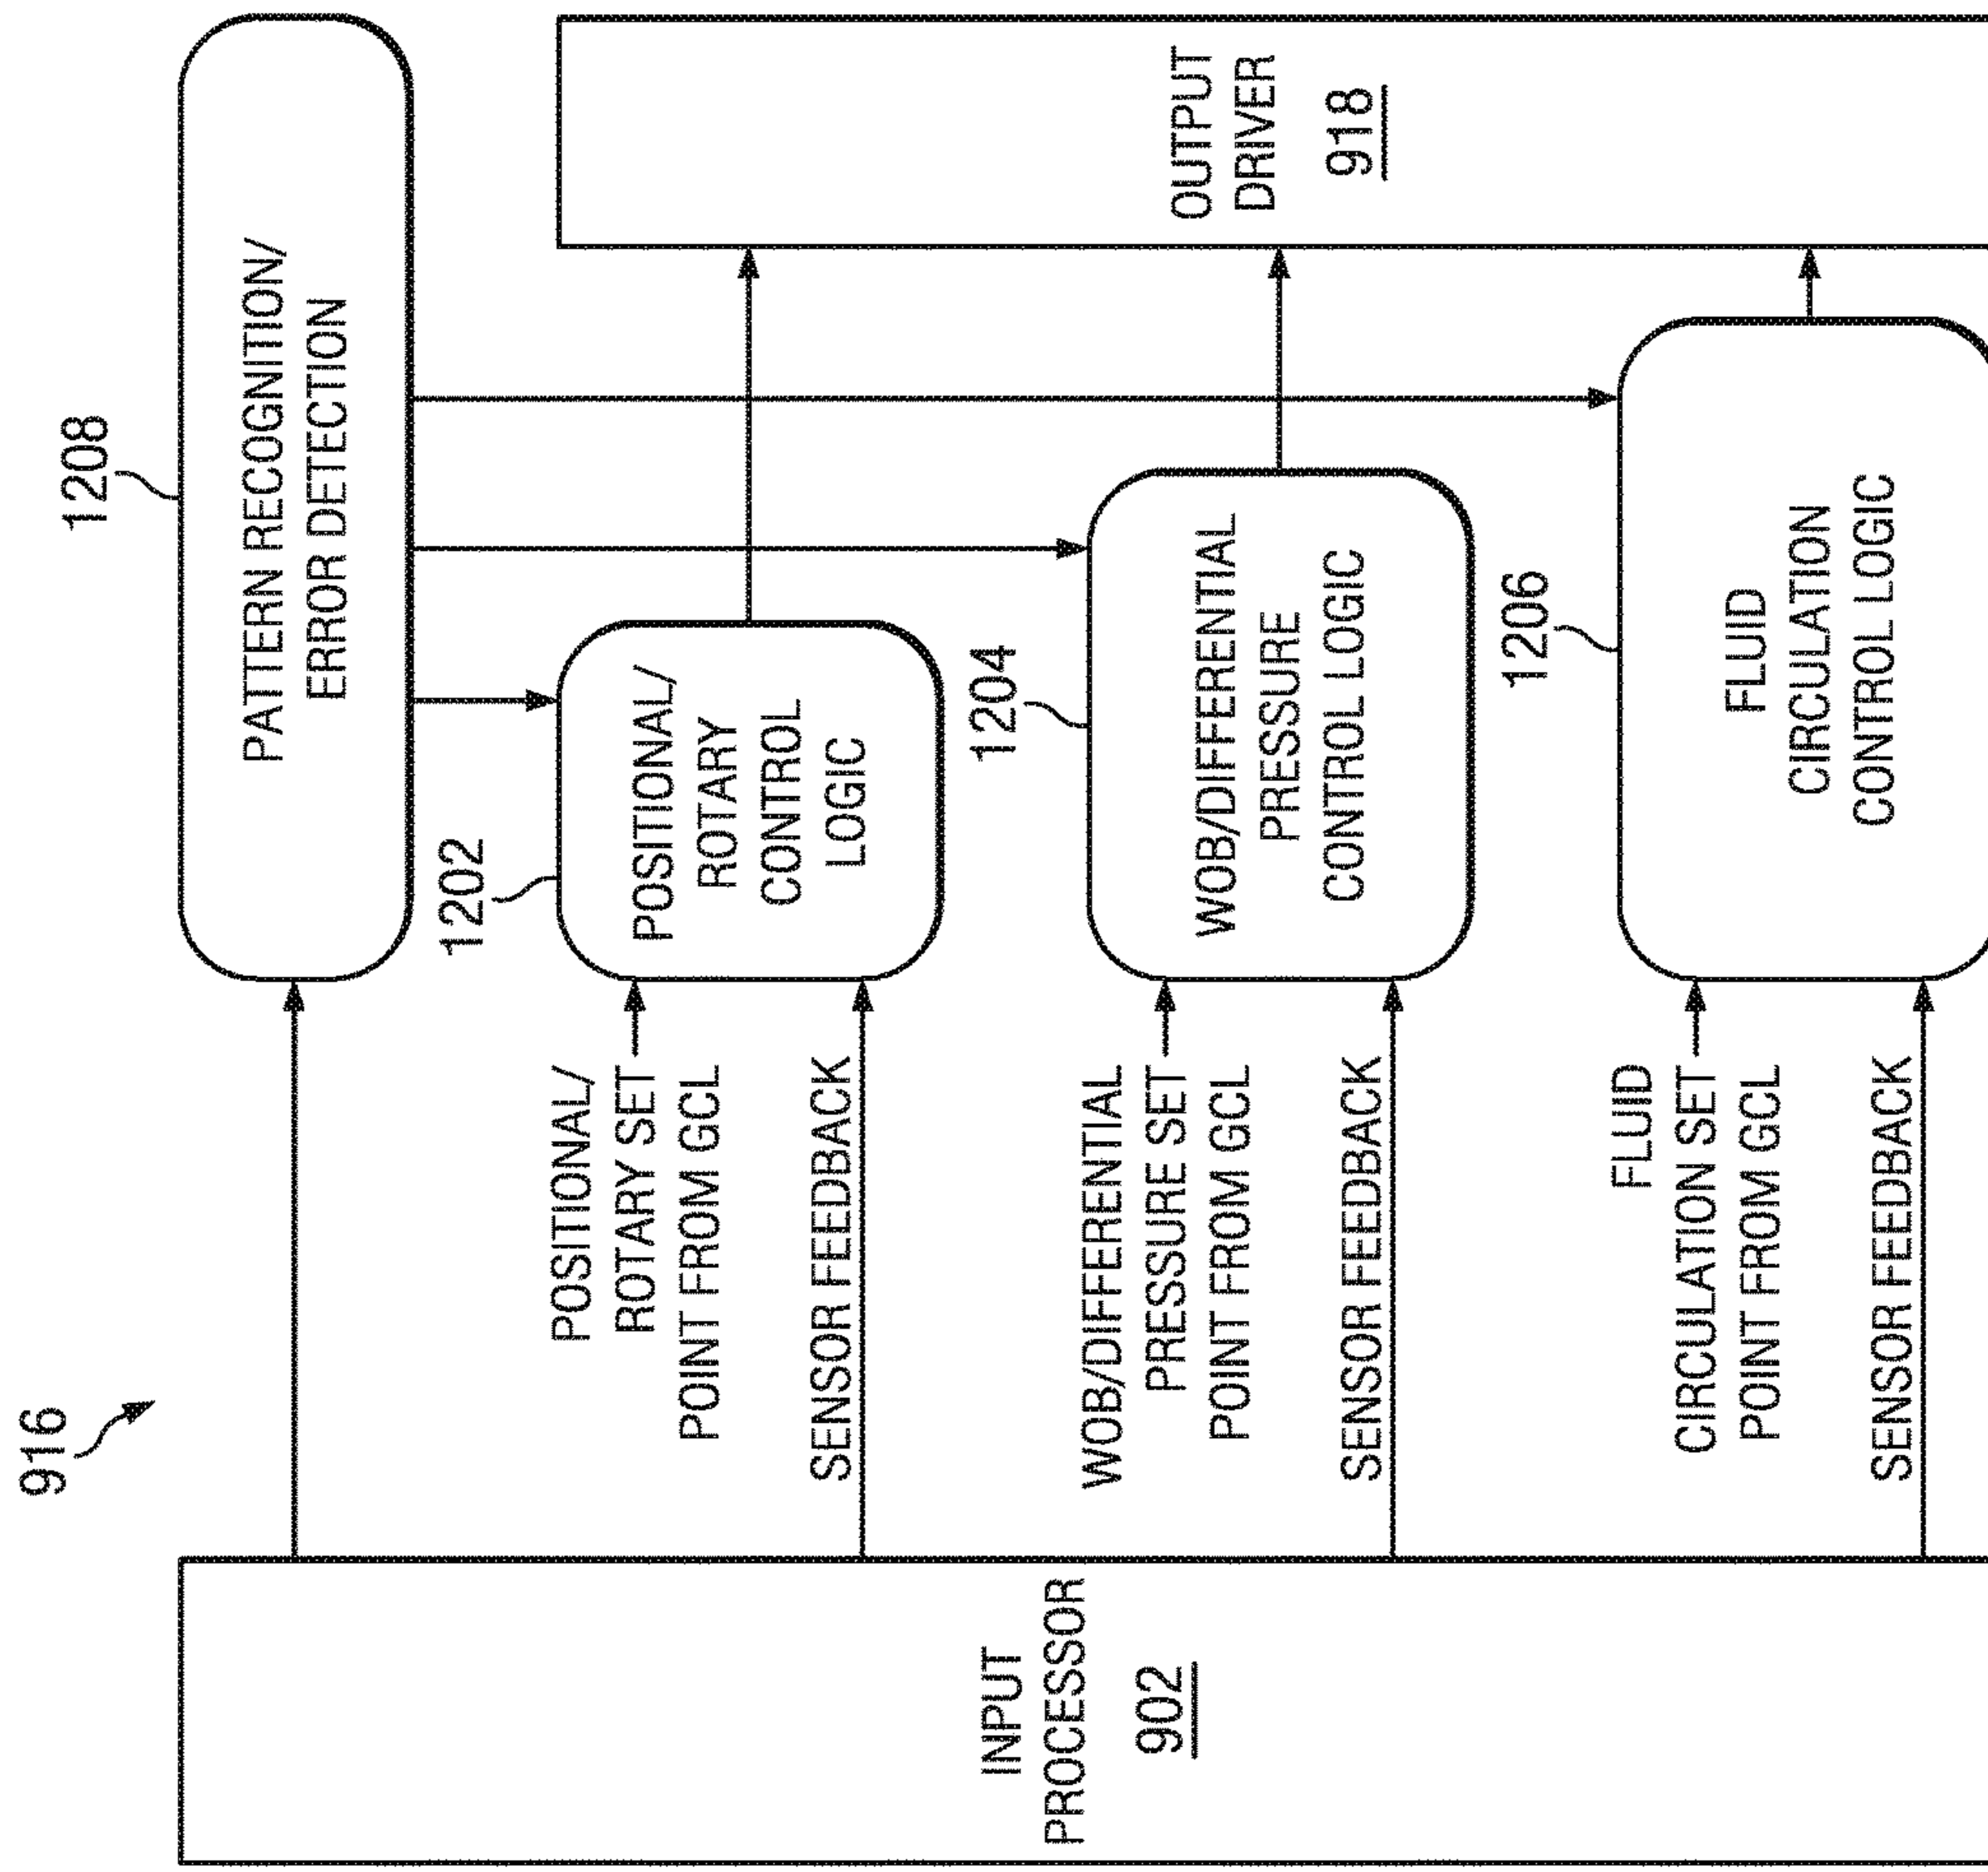 916
INPUT
PROCESSOR
902
1208
PATTERN RECOGNITION/
ERROR DETECTION
POSITIONAL/
ROTARY SET
POINT FROM GCL
SENSOR FEEDBACK
1202
POSITIONAL/
ROTARY
CONTROL
LOGIC
WOB/DIFFERENTIAL
PRESSURE SET
POINT FROM GCL
SENSOR FEEDBACK
1204
WOB/DIFFERENTIAL
PRESSURE
CONTROL LOGIC
FLUID
CIRCULATION SET
POINT FROM GCL
SENSOR FEEDBACK
1206
FLUID
CIRCULATION
CONTROL LOGIC
OUTPUT
DRIVER
918